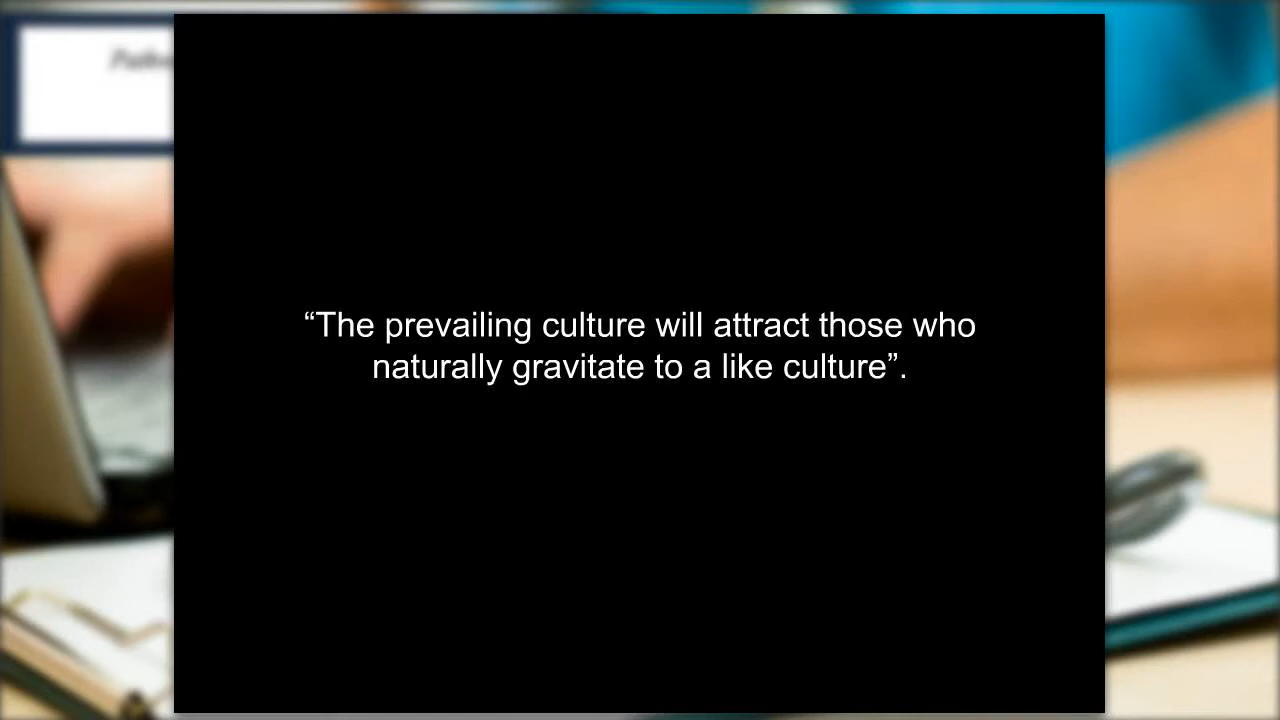 “The prevailing culture will attract those who
naturally gravitate to a like culture”.